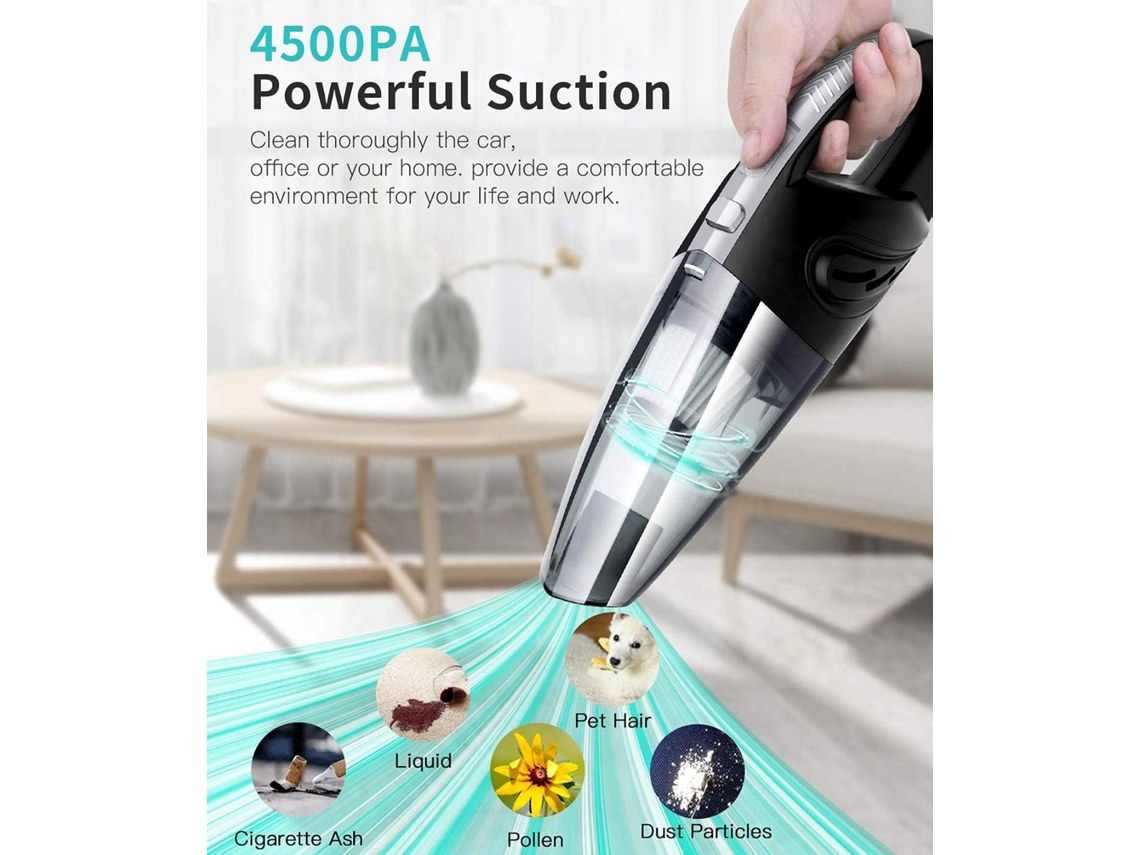 4500PA
Powerful Suction
Clean thoroughly the car,
office or your home. provide a comfortable
environment for your life and work.
Pet Hair
Liquid
Cigarette Ash
Pollen
Dust Particles